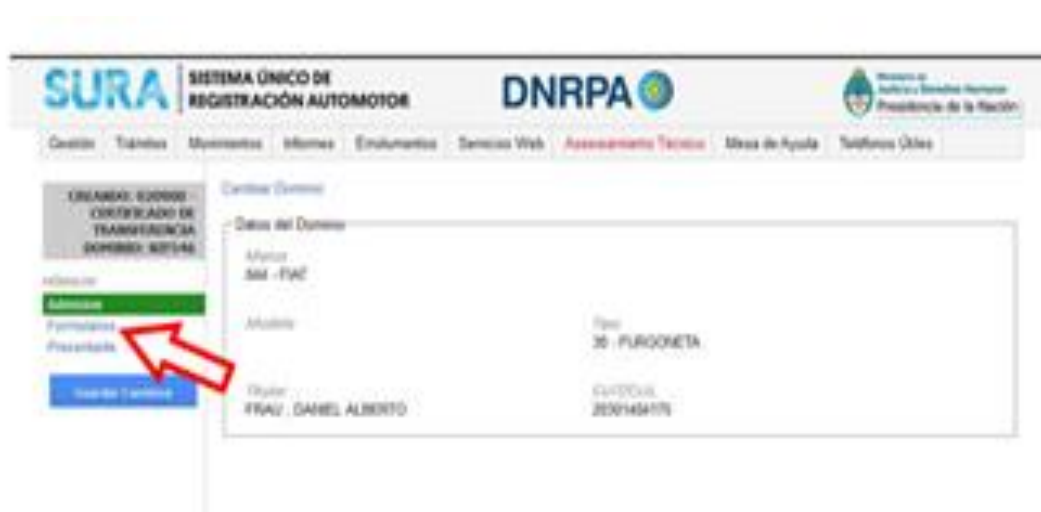 SURA
SISTEMA ÚNICO DE
REGISTRACIÓN AUTOMOTOR
DNRPA
Presidencia de la Nación
Gestión Trámites Movimientos Informes Emolumentos Servicios Web Asesoramiento Técnico Mesa de Ayuda Teléfonos Útiles
CERTIFICADO DE
TRANSFERENCIA
Cambiar Dominio
Datos del Dominio
Marca
FIAT
Modelo
Tipo
FURGONETA
Formularios
Presentante
Guardar Cambios
Titular
FRAU , DANIEL ALBERTO